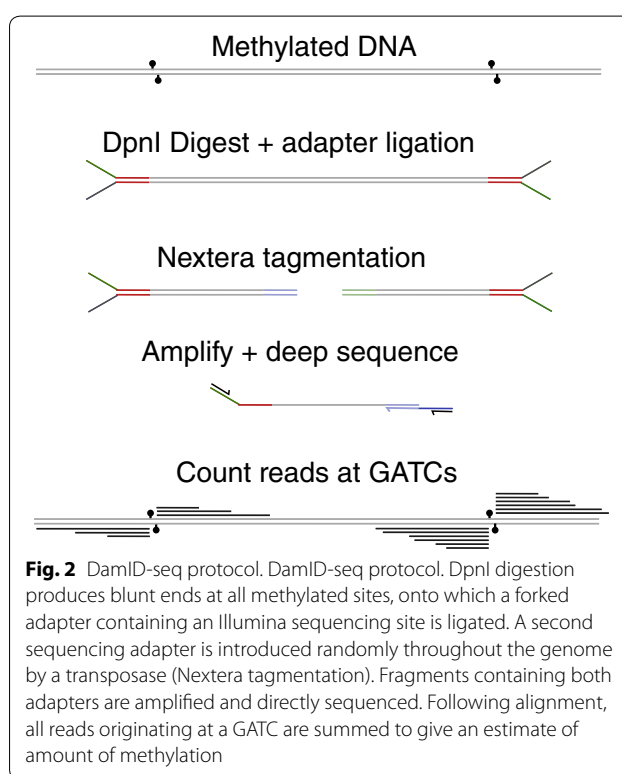 Methylated DNA
DpnI Digest + adapter ligation
Nextera tagmentation
Amplify + deep sequence
Count reads at GATCs
Fig. 2 DamID-seq protocol. DamID-seq protocol. DpnI digestion
produces blunt ends at all methylated sites, onto which a forked
adapter containing an Illumina sequencing site is ligated. A second
sequencing adapter is introduced randomly throughout the genome
by a transposase (Nextera tagmentation). Fragments containing both
adapters are amplified and directly sequenced. Following alignment,
all reads originating at a GATC are summed to give an estimate of
amount of methylation